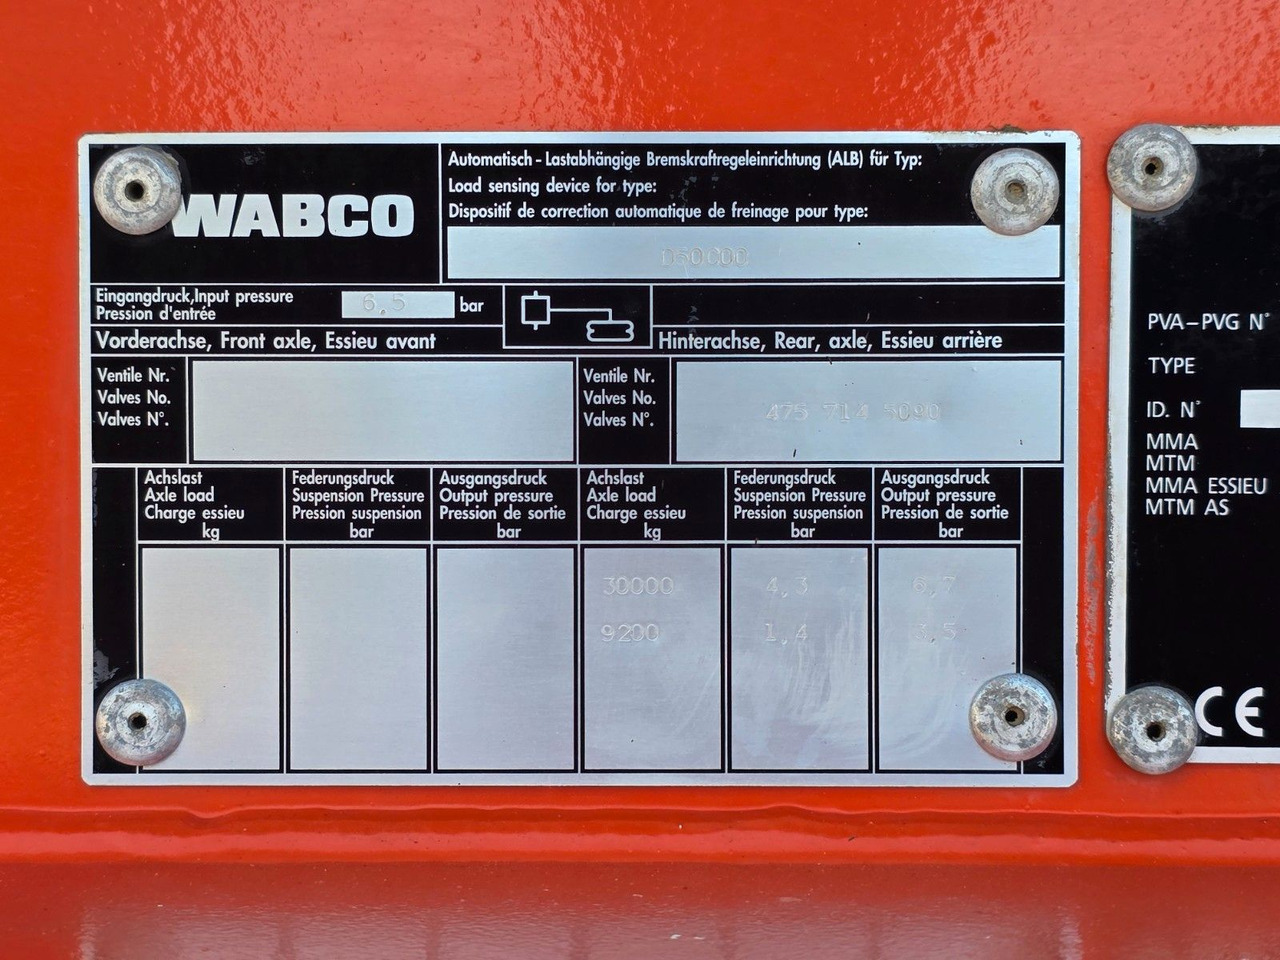 WABCO
Automatisch - Lastabhängige Bremskraftregeleinrichtung (ALB) für Typ:
Load sensing device for type:
Dispositif de correction automatique de freinage pour type:
Eingangdruck,Input pressure
Pression d'entrée
6,5
bar
Vorderachse, Front axle, Essieu avant
Hinterachse, Rear, axle, Essieu arrière
Ventile Nr.
Valves No.
Valves N°.
Ventile Nr.
Valves No.
Valves N°.
475 714 5090
Achslast
Axle load
Charge essieu
kg
Federungsdruck
Suspension Pressure
Pression suspension
bar
Ausgangsdruck
Output pressure
Pression de sortie
bar
Achslast
Axle load
Charge essieu
kg
Federungsdruck
Suspension Pressure
Pression suspension
bar
Ausgangsdruck
Output pressure
Pression de sortie
bar
30000 4,3 6,7
9200 1,4 3,5
PVA-PVG N°
TYPE
ID. N°
MMA
MTM
MMA ESSIEU
MTM AS
CE